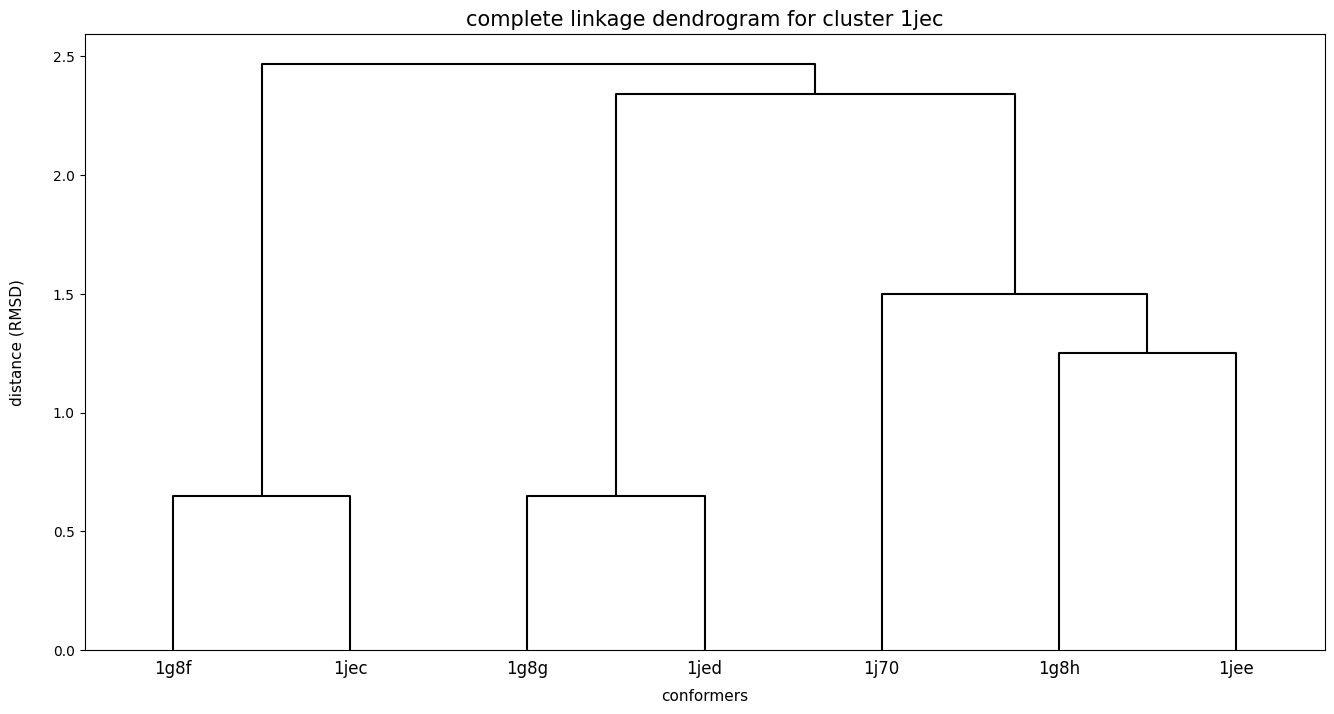 complete linkage dendrogram for cluster 1jec
2.5
2.0
1.5
1.0
0.5
0.0
distance (RMSD)
1g8f 1jec 1g8g 1jed 1j70 1g8h 1jee
conformers